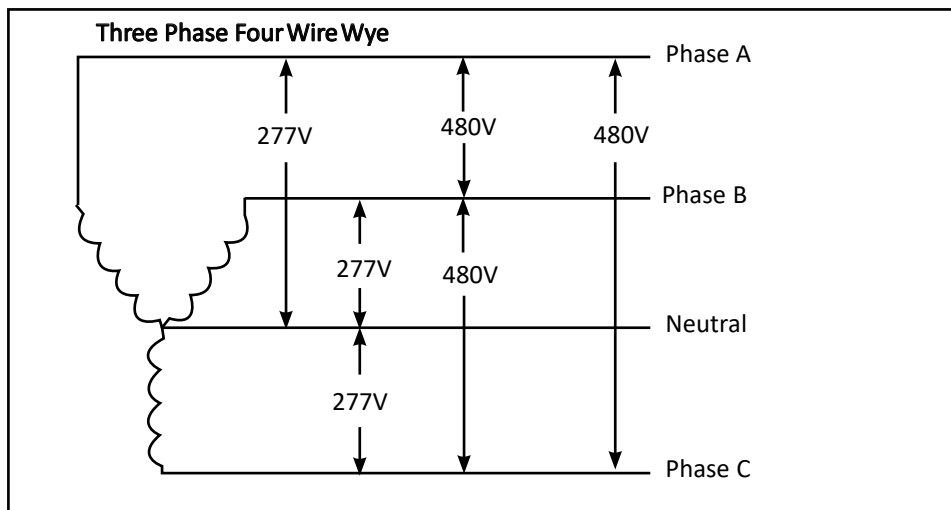 Three Phase Four Wire Wye
Phase A
277V
480V
480V
Phase B
277V
480V
Neutral
277V
Phase C